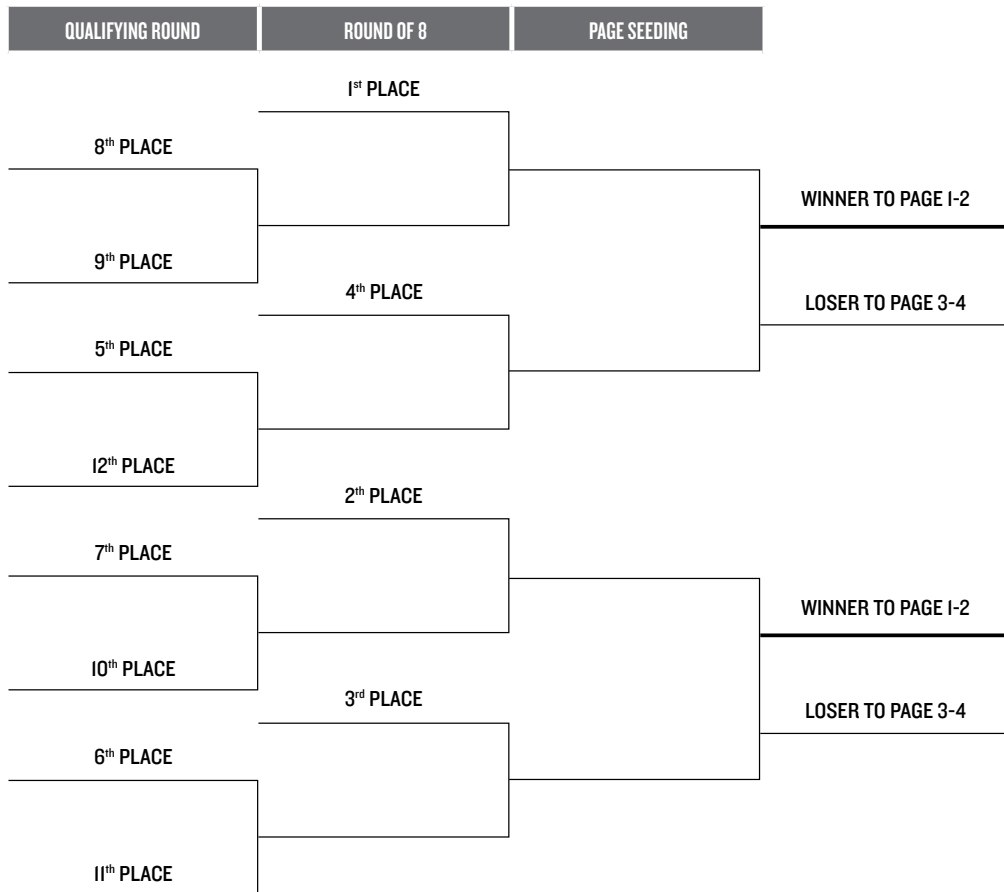 QUALIFYING ROUND
ROUND OF 8
PAGE SEEDING
1st PLACE
8th PLACE
WINNER TO PAGE 1-2
9th PLACE
4th PLACE
LOSER TO PAGE 3-4
5th PLACE
12th PLACE
2th PLACE
7th PLACE
WINNER TO PAGE 1-2
10th PLACE
3rd PLACE
LOSER TO PAGE 3-4
6th PLACE
11th PLACE